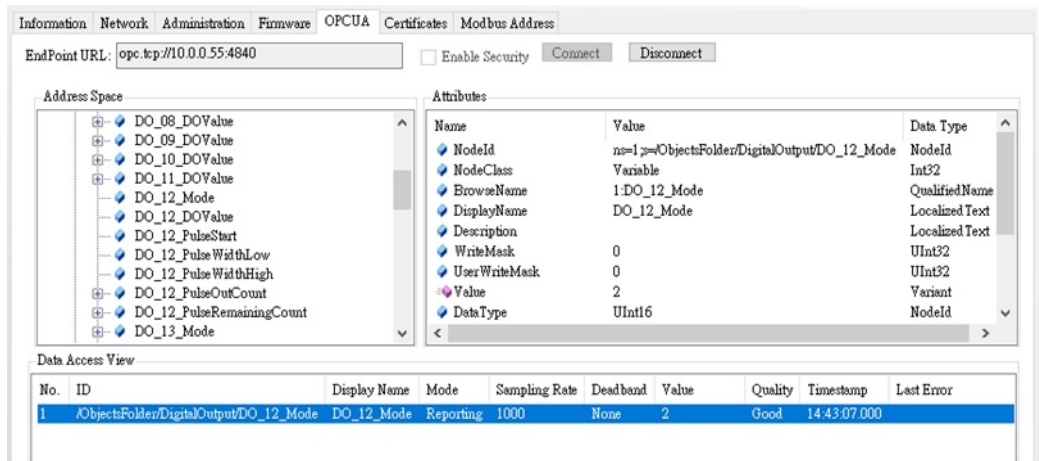 Information Network Administration Firmware OPCUA Certificates Modbus Address
EndPoint URL: opc.tcp://10.0.0.55:4840 Enable Security Connect Disconnect
Address Space
DO_08_DOValue
DO_09_DOValue
DO_10_DOValue
DO_11_DOValue
DO_12_Mode
DO_12_DOValue
DO_12_PulseStart
DO_12_PulseWidthLow
DO_12_PulseWidthHigh
DO_12_PulseOutCount
DO_12_PulseRemainingCount
DO_13_Mode
Attributes
Name Value Data Type
NodeId ns=1;s=/ObjectsFolder/DigitalOutput/DO_12_Mode NodeId
NodeClass Variable Int32
BrowseName 1:DO_12_Mode QualifiedName
DisplayName DO_12_Mode LocalizedText
Description LocalizedText
WriteMask 0 UInt32
UserWriteMask 0 UInt32
Value 2 Variant
DataType UInt16 NodeId
Data Access View
No. ID Display Name Mode Sampling Rate Deadband Value Quality Timestamp Last Error
1 /ObjectsFolder/DigitalOutput/DO_12_Mode DO_12_Mode Reporting 1000 None 2 Good 14:43:07.000